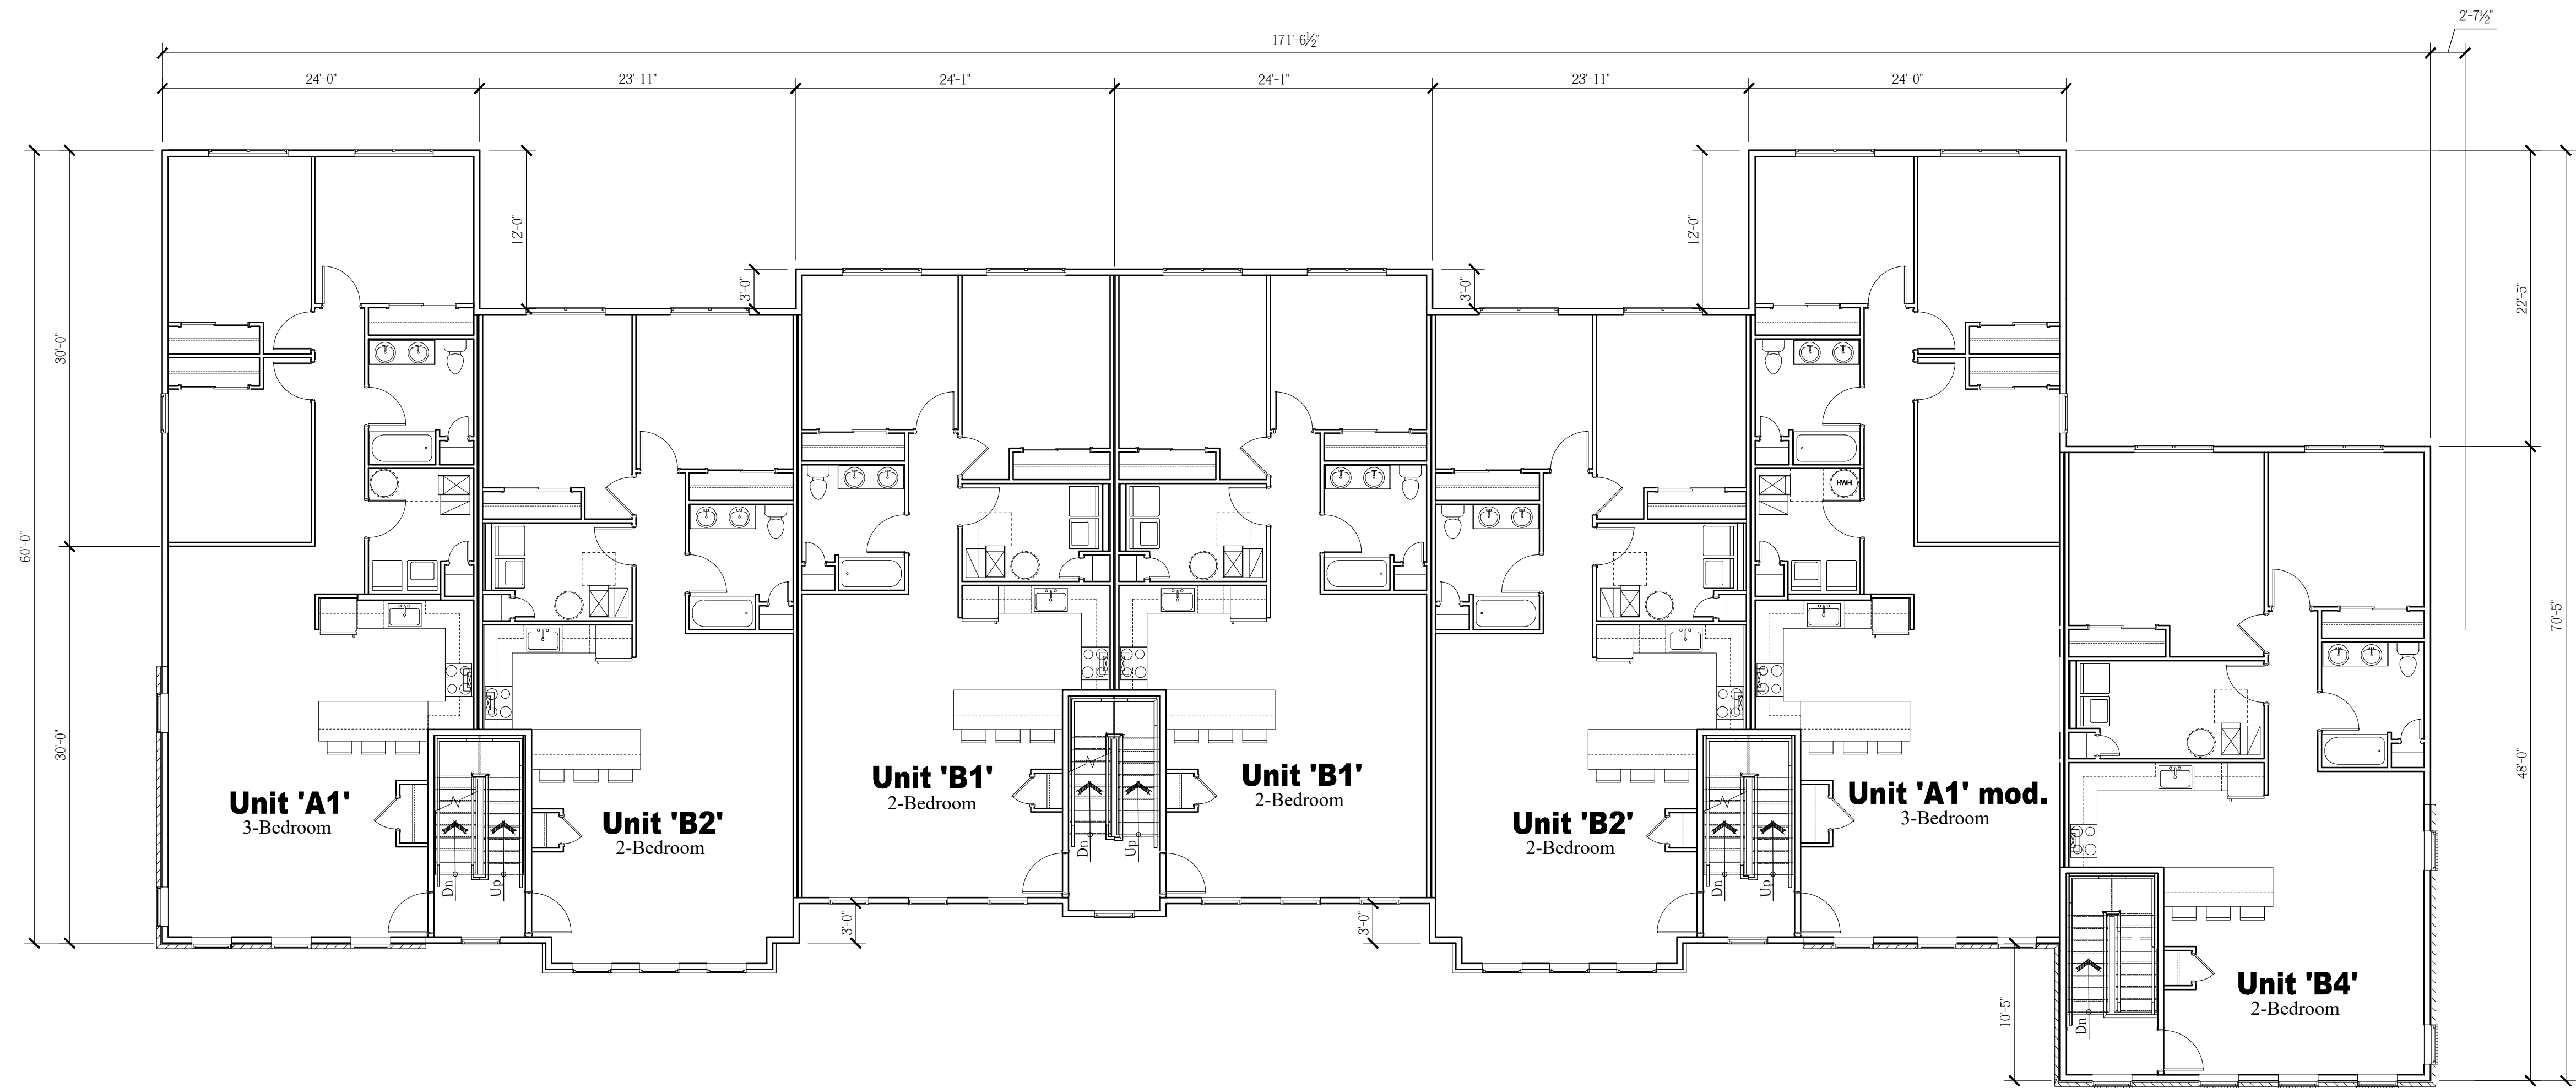 2'-7½"
171'-6½"
24'-0"
23'-11"
24'-1"
24'-1"
23'-11"
24'-0"
12'-0"
12'-0"
3'-0"
3'-0"
22'-5"
30'-0"
60'-0"
HWH
70'-5"
30'-0"
48'-0"
Unit 'A1'
3-Bedroom
Unit 'B2'
2-Bedroom
Unit 'B1'
2-Bedroom
Unit 'B1'
2-Bedroom
Unit 'B2'
2-Bedroom
Unit 'A1' mod.
3-Bedroom
Dn
Up
Dn
Up
Dn
Up
3'-0"
3'-0"
10'-5"
Unit 'B4'
2-Bedroom
Dn